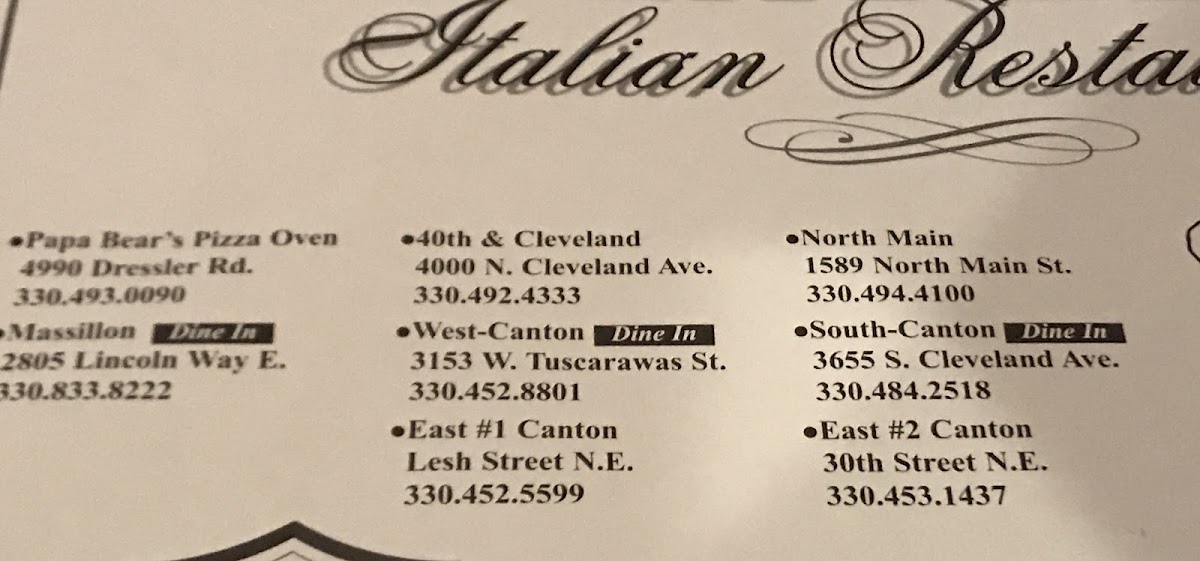 Italian
●Papa Bear's Pizza Oven
4990 Dressler Rd.
330.493.0090
●Massillon Dine In
2805 Lincoln Way E.
330.833.8222
●40th & Cleveland
4000 N. Cleveland Ave.
330.492.4333
●West-Canton Dine In
3153 W. Tuscarawas St.
330.452.8801
●East #1 Canton
Lesh Street N.E.
330.452.5599
●North Main
1589 North Main St.
330.494.4100
●South-Canton Dine In
3655 S. Cleveland Ave.
330.484.2518
●East #2 Canton
30th Street N.E.
330.453.1437